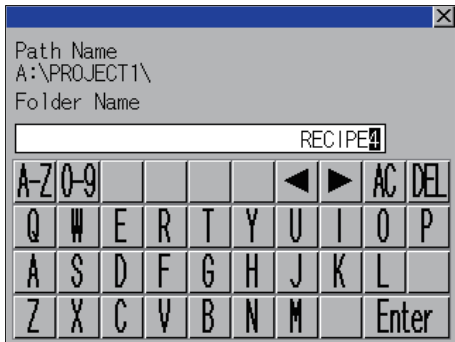 Path Name
A:\PROJECT1\
Folder Name
RECIPE4
A-Z 0-9 ◀ ▶ AC DEL
Q W E R T Y U I O P
A S D F G H J K L
Z X C V B N M Enter